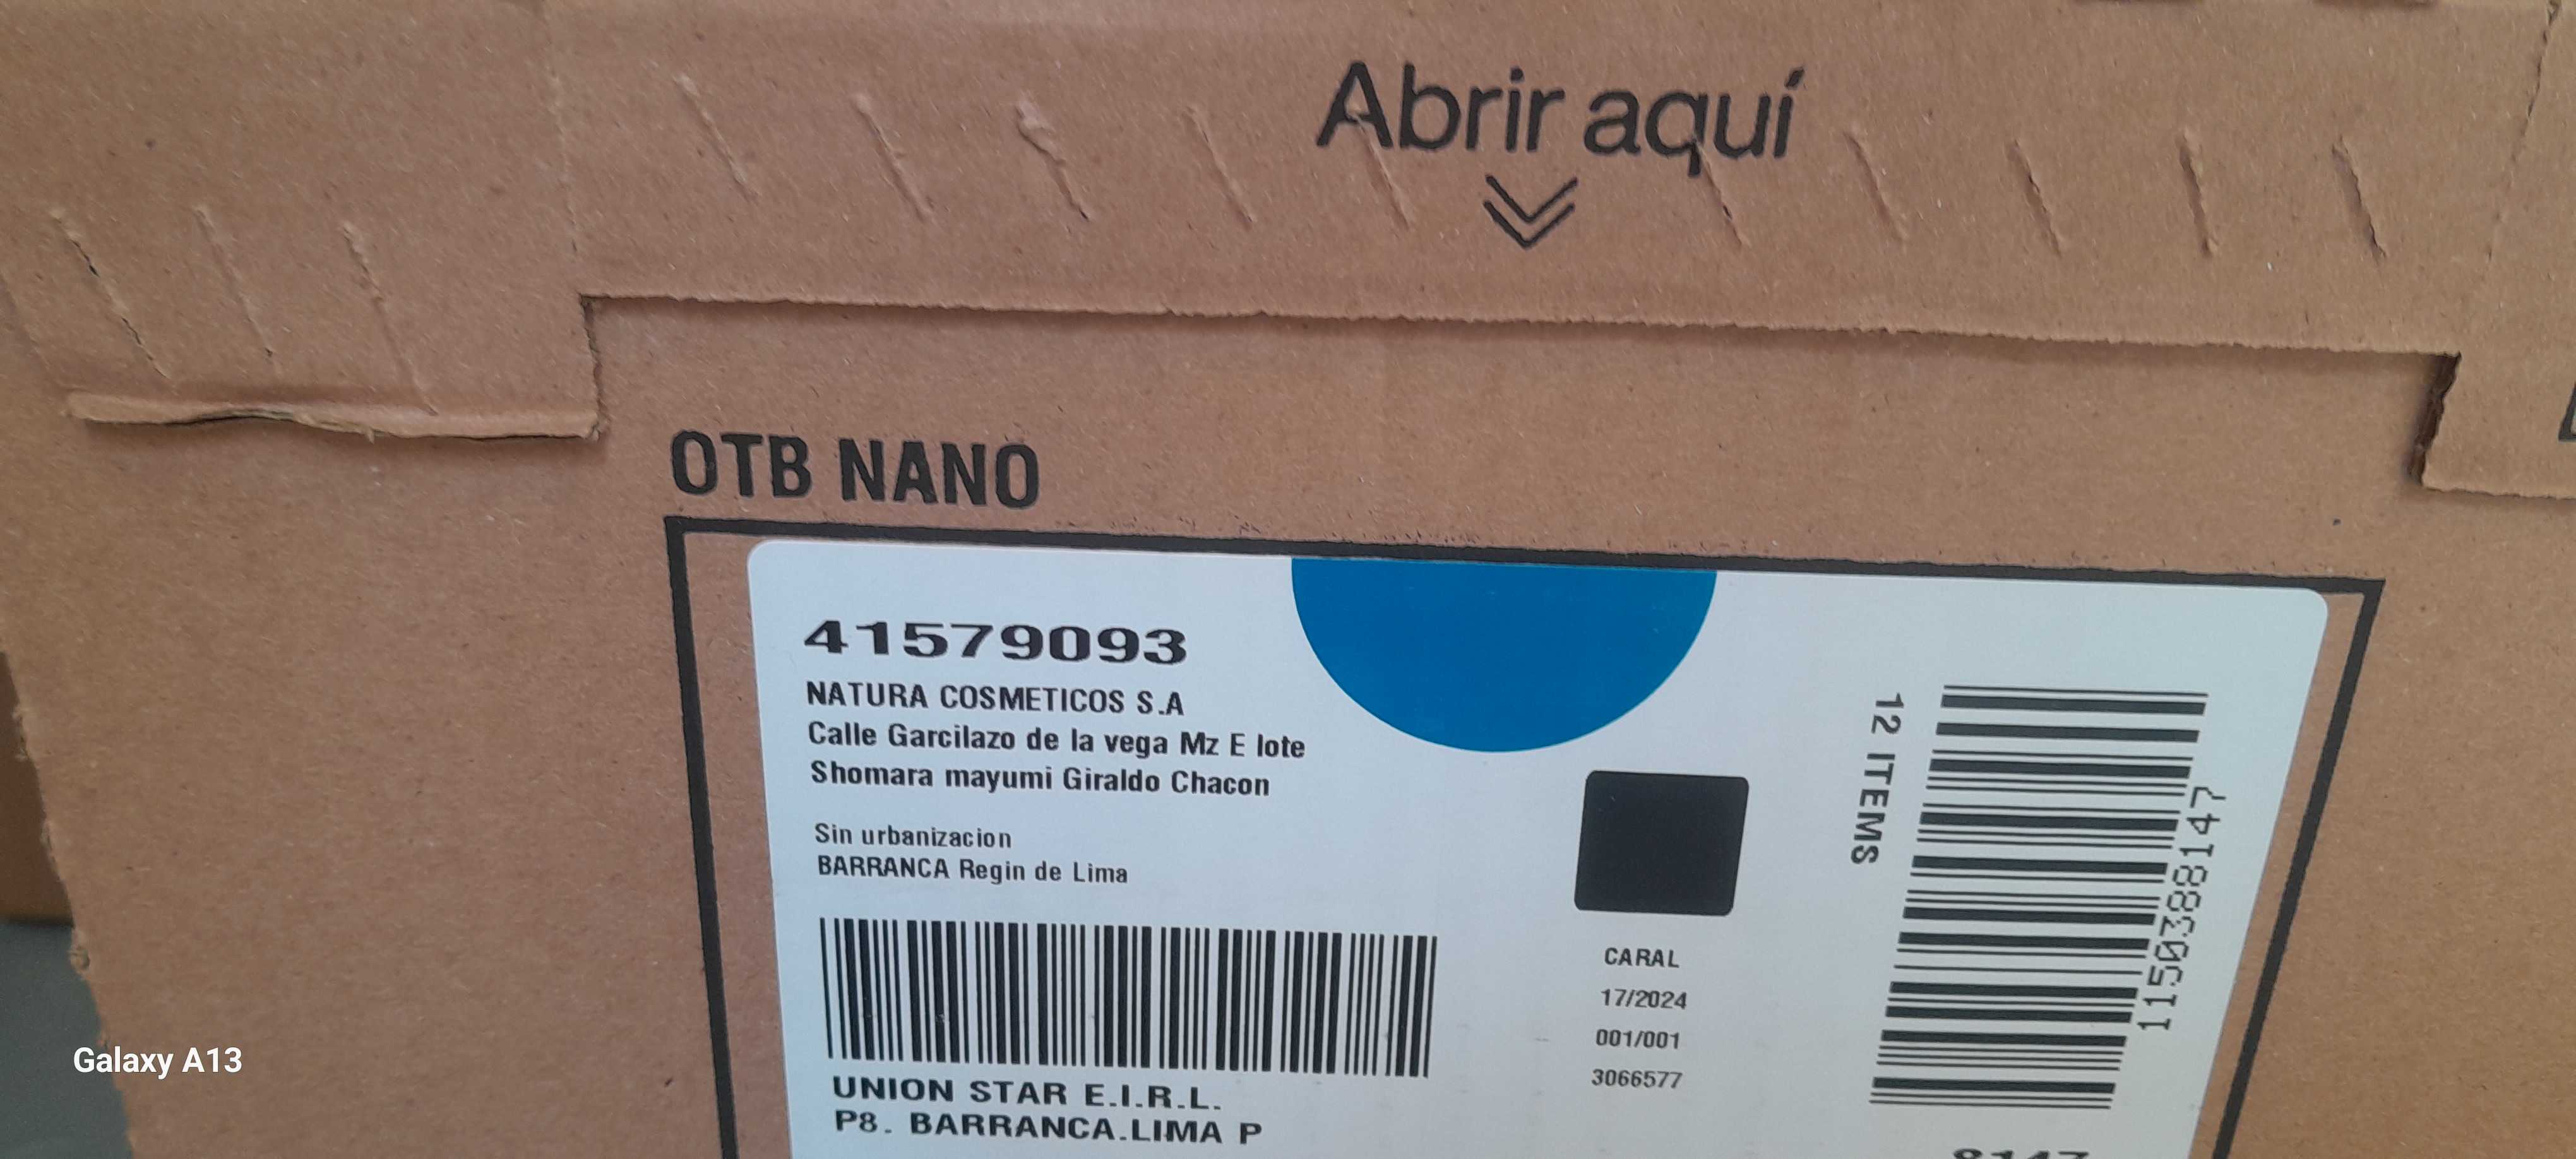 Abrir aquí
OTB NANO
41579093
NATURA COSMETICOS S.A
Calle Garcilazo de la vega Mz E lote
Shomara mayumi Giraldo Chacon
Sin urbanizacion
BARRANCA Regin de Lima
UNION STAR E.I.R.L.
P8. BARRANCA.LIMA P
CARAL
17/2024
001/001
3066577
12 ITEMS
1150388147
8147
Galaxy A13